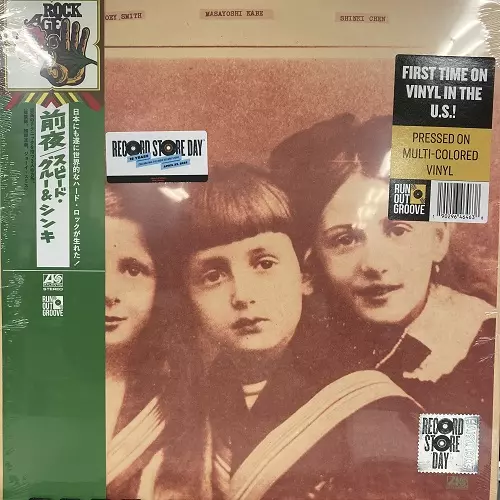 ROCK
AGE
OEY SMITH
MASAYOSHI KABE
SHINKI CHEN
FIRST TIME ON
VINYL IN THE
U.S.!
PRESSED ON
MULTI-COLORED
VINYL
RUN
OUT
GROOVE
RECORD STORE DAY
日本にも遂に世界的なハード・ロックが生れた!
前夜
スピード・
グルー&シンキ
ATLANTIC
STEREO
RUN
OUT
GROOVE
RECORD
STORE
DAY